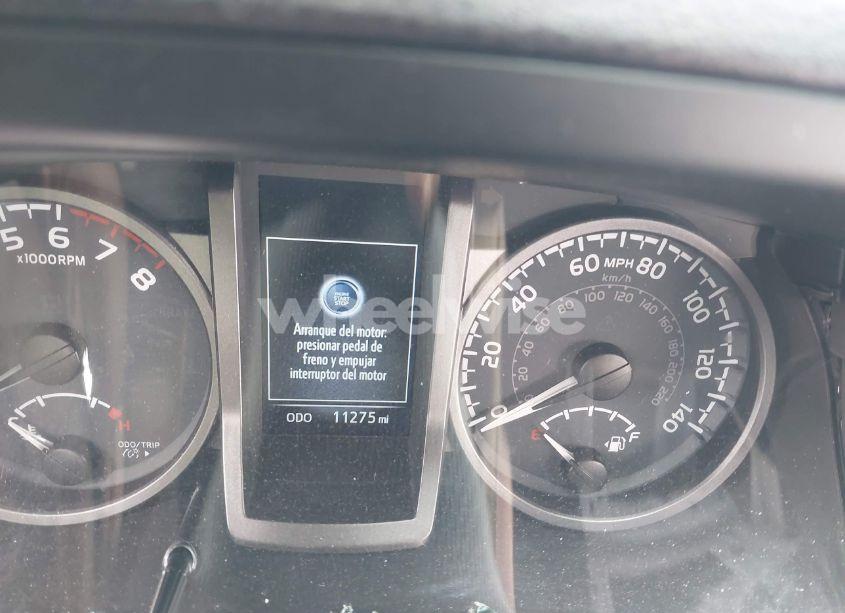 5 6 7 8
x1000RPM
H
ODO/TRIP
ENGINE
START
STOP
Arranque del motor:
presionar pedal de
freno y empujar
interruptor del motor
ODO 11275 mi
wheelwise
0 20 40 60 MPH 80 100 120 140
km/h
80 100 120 140 160 180 200 220
E F